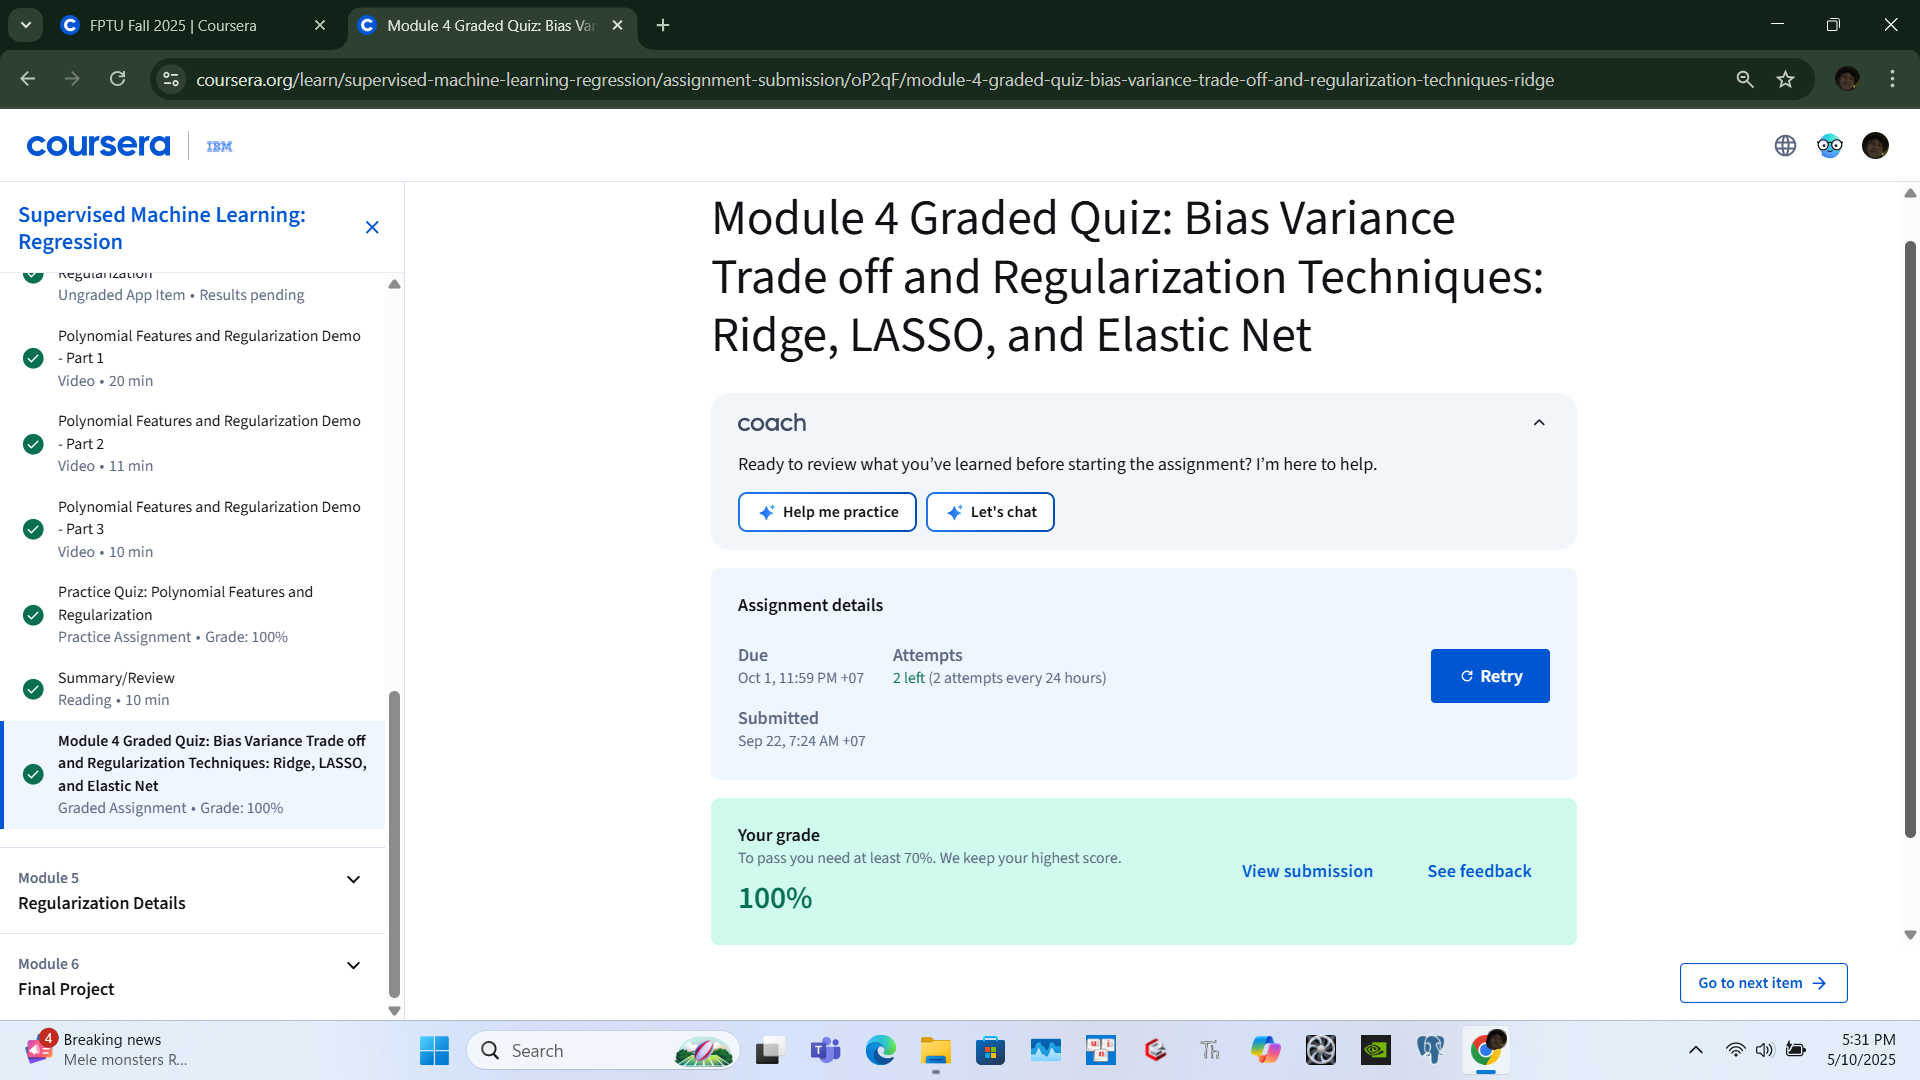 FPTU Fall 2025 | Coursera
Module 4 Graded Quiz: Bias Va
coursera.org/learn/supervised-machine-learning-regression/assignment-submission/oP2qF/module-4-graded-quiz-bias-variance-trade-off-and-regularization-techniques-ridge
coursera
IBM
Supervised Machine Learning:
Regression
Regularization
Ungraded App Item • Results pending
Polynomial Features and Regularization Demo
- Part 1
Video • 20 min
Polynomial Features and Regularization Demo
- Part 2
Video • 11 min
Polynomial Features and Regularization Demo
- Part 3
Video • 10 min
Practice Quiz: Polynomial Features and
Regularization
Practice Assignment • Grade: 100%
Summary/Review
Reading • 10 min
Module 4 Graded Quiz: Bias Variance Trade off
and Regularization Techniques: Ridge, LASSO,
and Elastic Net
Graded Assignment • Grade: 100%
Module 5
Regularization Details
Module 6
Final Project
Module 4 Graded Quiz: Bias Variance
Trade off and Regularization Techniques:
Ridge, LASSO, and Elastic Net
coach
Ready to review what you’ve learned before starting the assignment? I’m here to help.
Help me practice
Let's chat
Assignment details
Due
Oct 1, 11:59 PM +07
Attempts
2 left (2 attempts every 24 hours)
Submitted
Sep 22, 7:24 AM +07
Retry
Your grade
To pass you need at least 70%. We keep your highest score.
100%
View submission
See feedback
Go to next item
4
Breaking news
Mele monsters R...
Search
Th
5:31 PM
5/10/2025